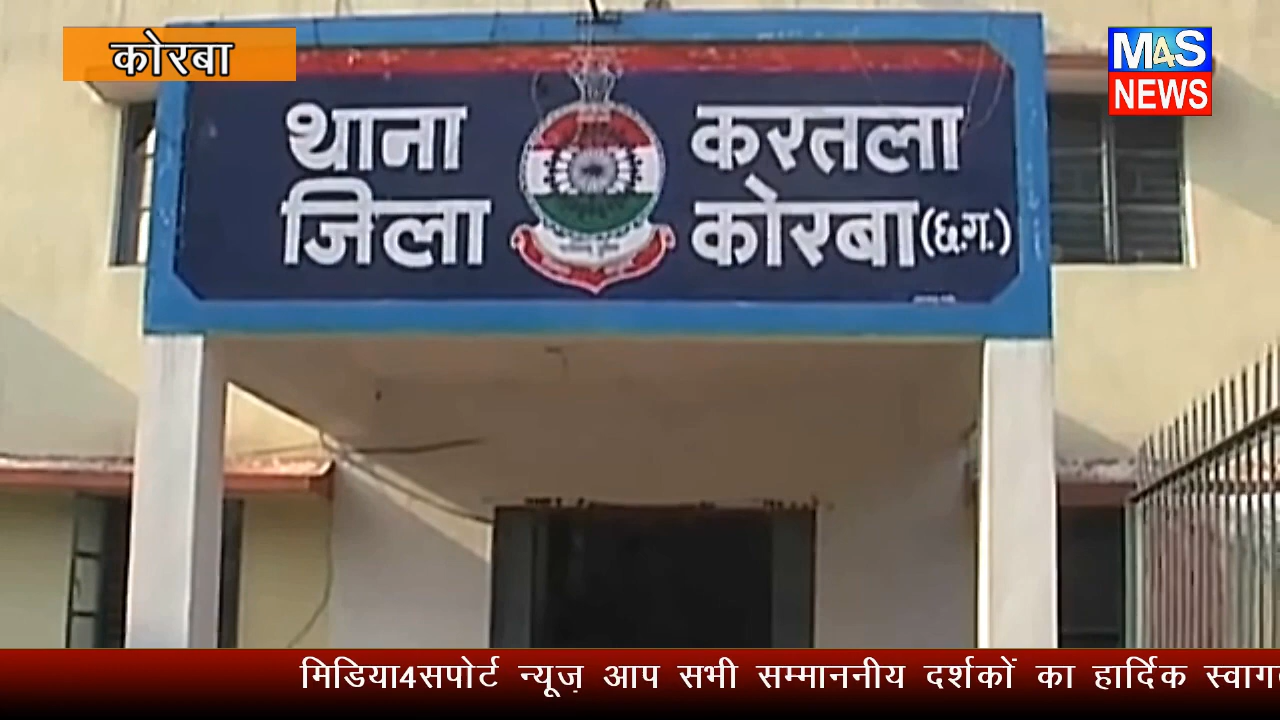 कोरबा
M4S
NEWS
थाना करतला
जिला कोरबा (छ.ग.)
मिडिया4सपोर्ट न्यूज़ आप सभी सम्माननीय दर्शकों का हार्दिक